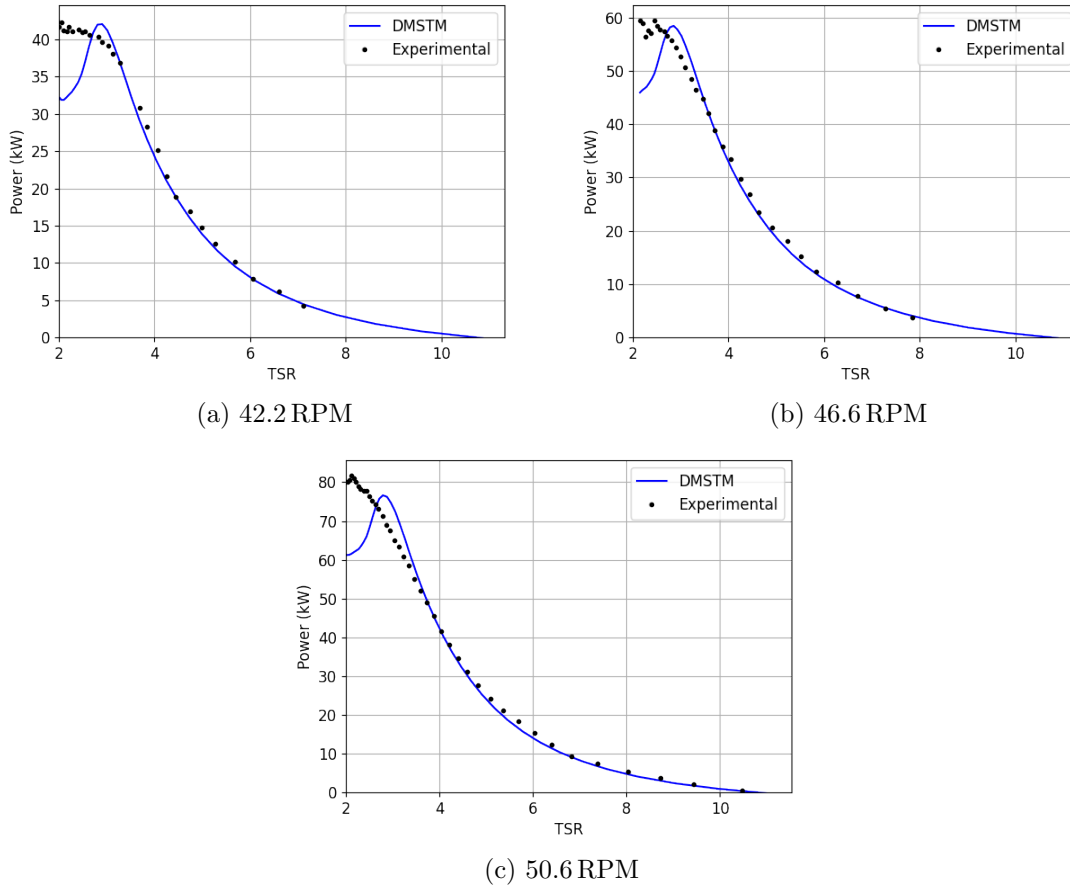 DMSTM
Experimental
Power (kW)
0
5
10
15
20
25
30
35
40
2 4 6 8 10
TSR
(a) 42.2 RPM
DMSTM
Experimental
Power (kW)
0
10
20
30
40
50
60
2 4 6 8 10
TSR
(b) 46.6 RPM
DMSTM
Experimental
Power (kW)
0
10
20
30
40
50
60
70
80
2 4 6 8 10
TSR
(c) 50.6 RPM